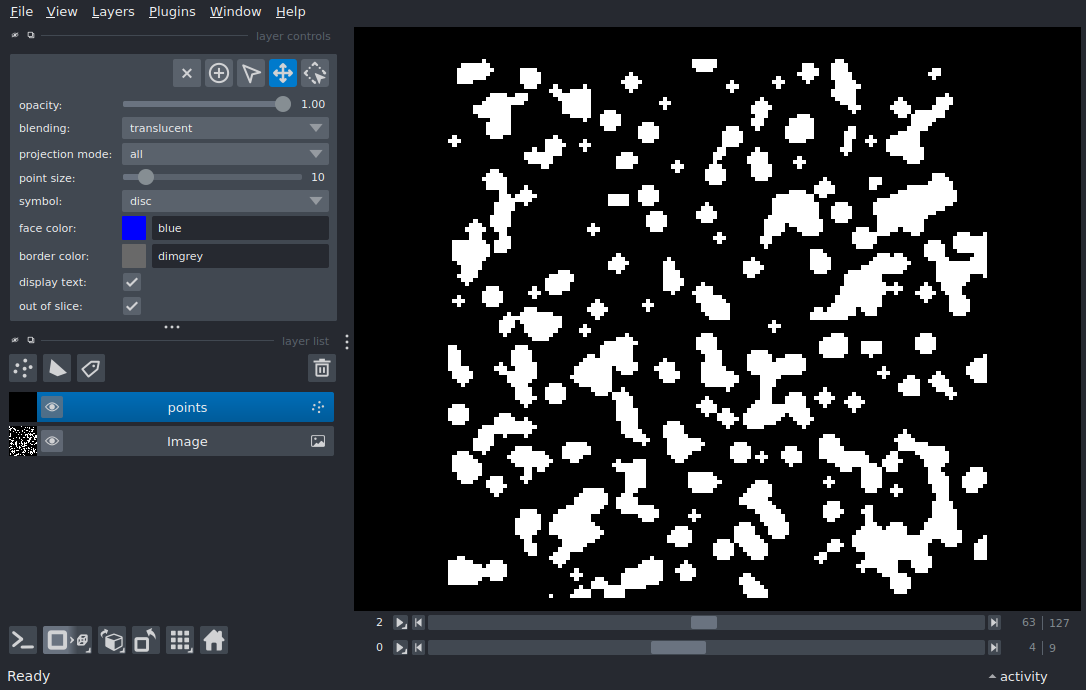 File View Layers Plugins Window Help
layer controls
opacity: 1.00
blending: translucent
projection mode: all
point size: 10
symbol: disc
face color: blue
border color: dimgrey
display text:
out of slice:
layer list
points
Image
2 63 127
0 4 9
Ready activity